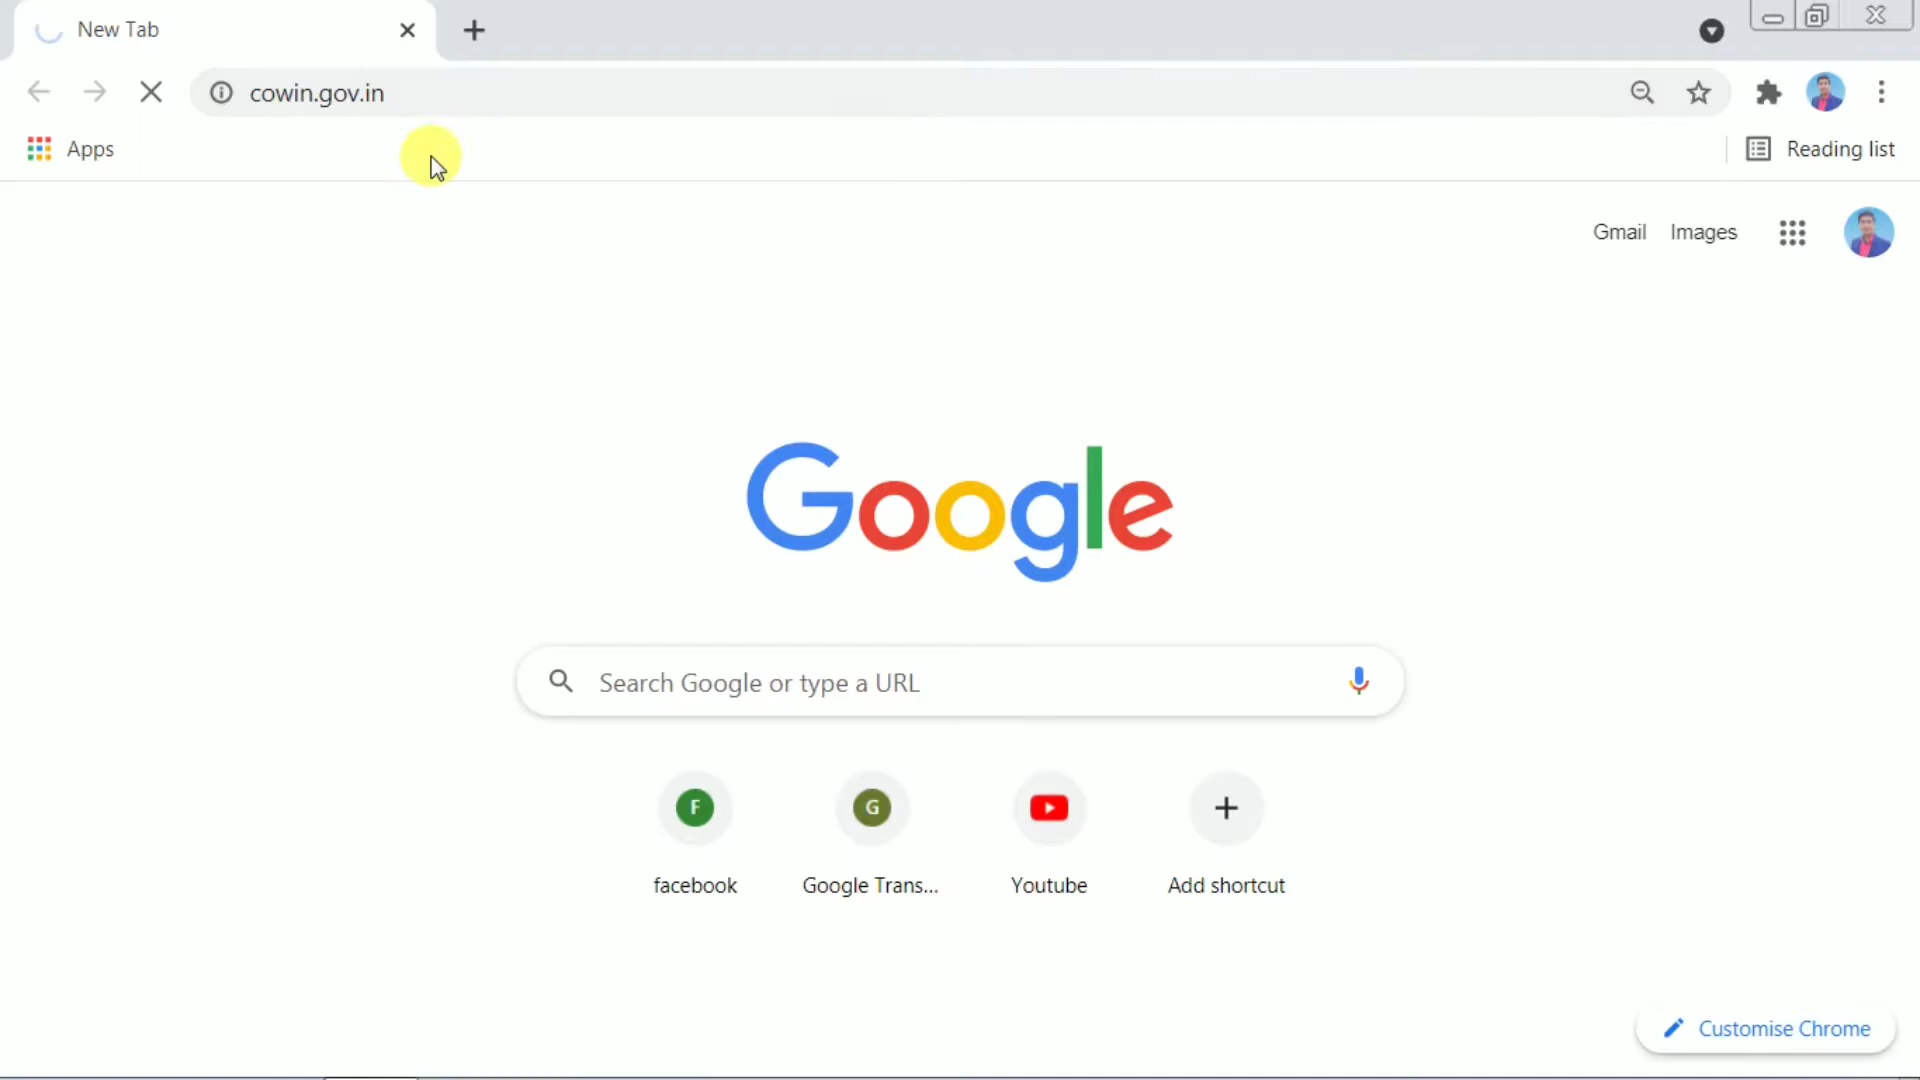 New Tab
cowin.gov.in
Apps
Reading list
Gmail Images
Google
Search Google or type a URL
F G
facebook Google Trans... Youtube Add shortcut
Customise Chrome